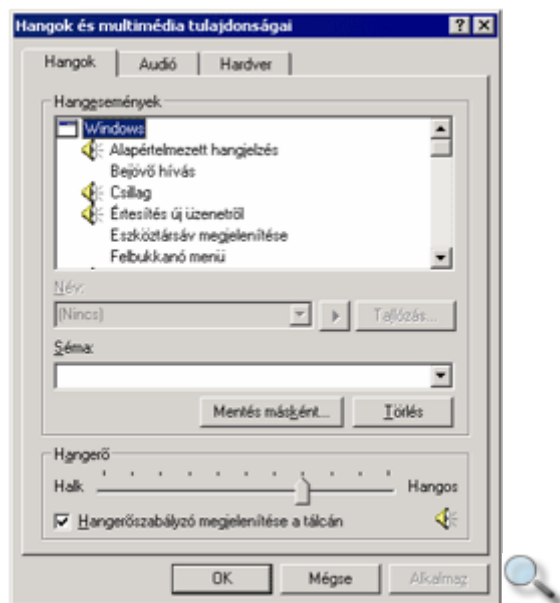 Hangok és multimédia tulajdonságai
Hangok Audió Hardver
Hangesemények
Windows
Alapértelmezett hangjelzés
Bejövő hívás
Csillag
Értesítés új üzenetről
Eszköztársáv megjelenítése
Felbukkanó menü
Név:
(Nincs) Tallózás...
Séma:
Mentés másként... Törlés
Hangerő
Halk Hangos
Hangerőszabályzó megjelenítése a tálcán
OK Mégse Alkalmaz